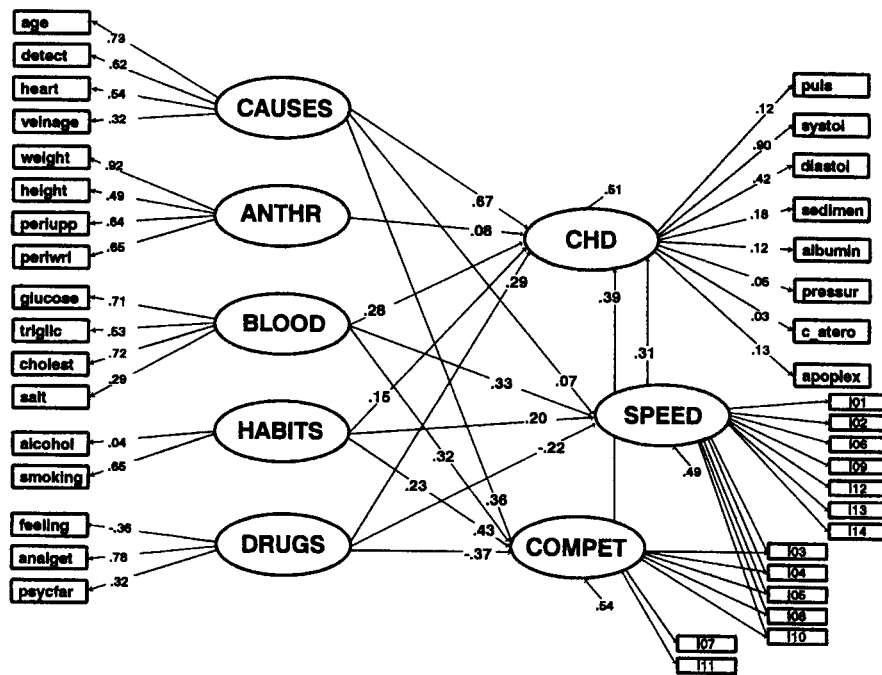 age
.73
detect
.62
heart
.54
veinage
.32
weight
.92
height
.49
periupp
.64
periwri
.65
glucose
.71
triglic
.53
cholest
.72
salt
.29
alcohol
.04
smoking
.65
feeling
-.36
analget
.78
psycfar
.32
CAUSES
ANTHR
BLOOD
HABITS
DRUGS
.67
.08
.28
.29
.15
.33
.07
.20
-.22
.32
.36
.23
.43
-.37
.39
.31
CHD
.51
SPEED
.49
COMPET
.54
puls
.12
systol
.90
diastol
.42
sedimen
.18
albumin
.12
pressur
.05
c_atero
.03
apoplex
.13
I01
I02
I06
I09
I12
I13
I14
I03
I04
I05
I08
I10
I07
I11